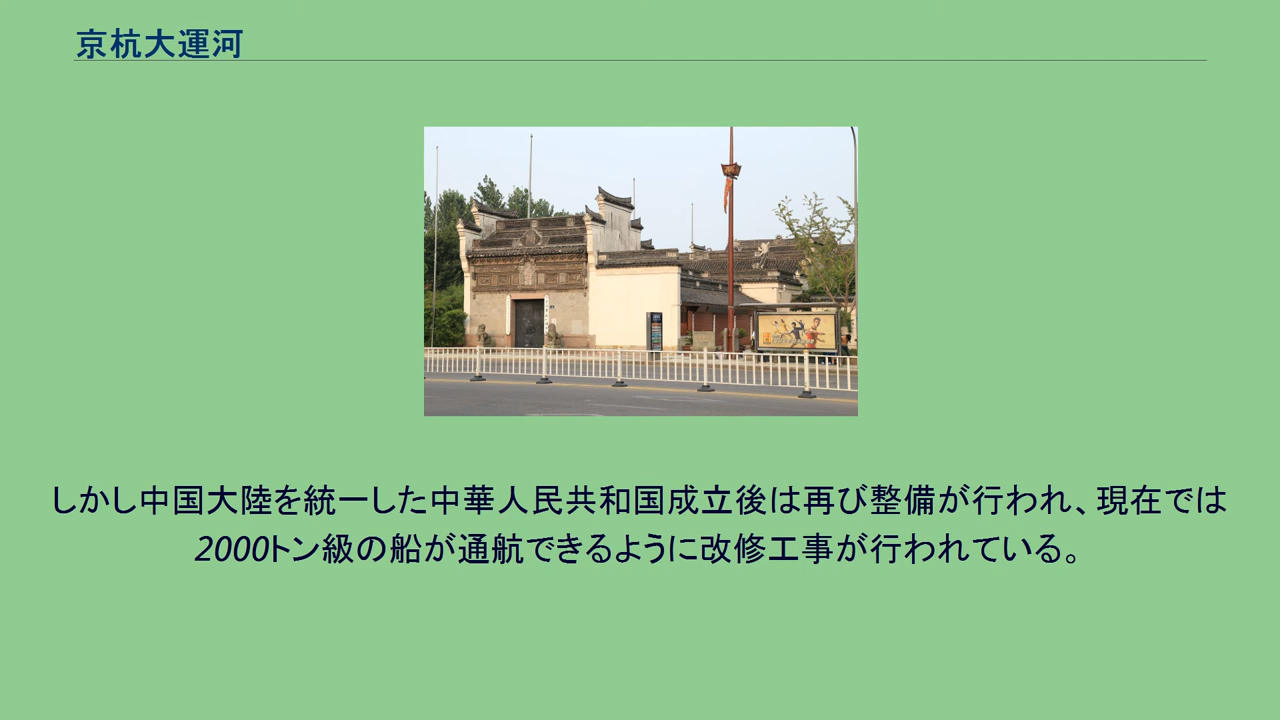 京杭大運河
しかし中国大陸を統一した中華人民共和国成立後は再び整備が行われ、現在では
2000トン級の船が通航できるように改修工事が行われている。